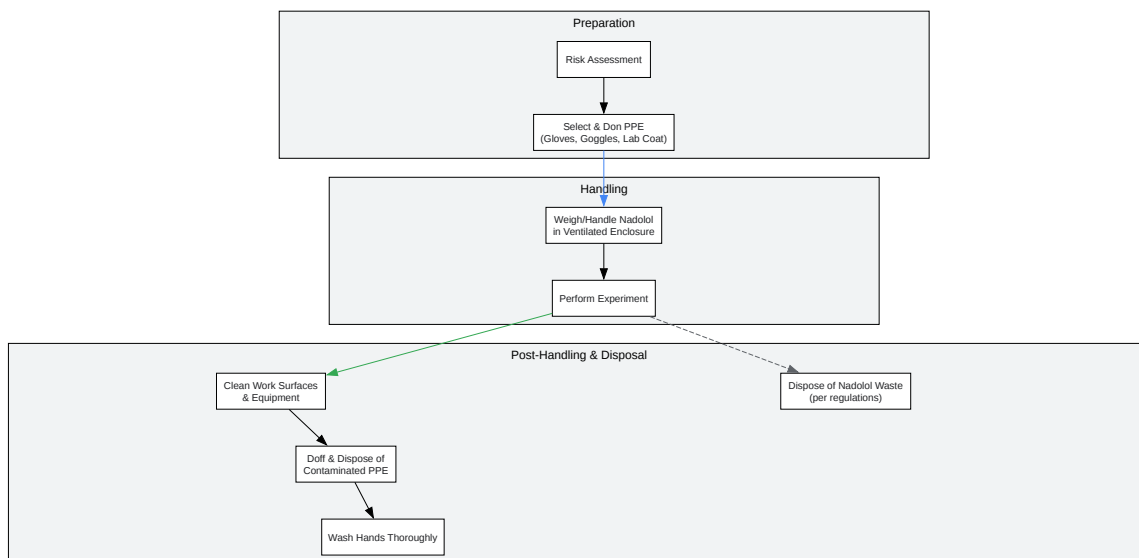 Preparation
Risk Assessment
Select & Don PPE
(Gloves, Goggles, Lab Coat)
Handling
Weigh/Handle Nadolol
in Ventilated Enclosure
Perform Experiment
Post-Handling & Disposal
Clean Work Surfaces
& Equipment
Dispose of Nadolol Waste
(per regulations)
Doff & Dispose of
Contaminated PPE
Wash Hands Thoroughly